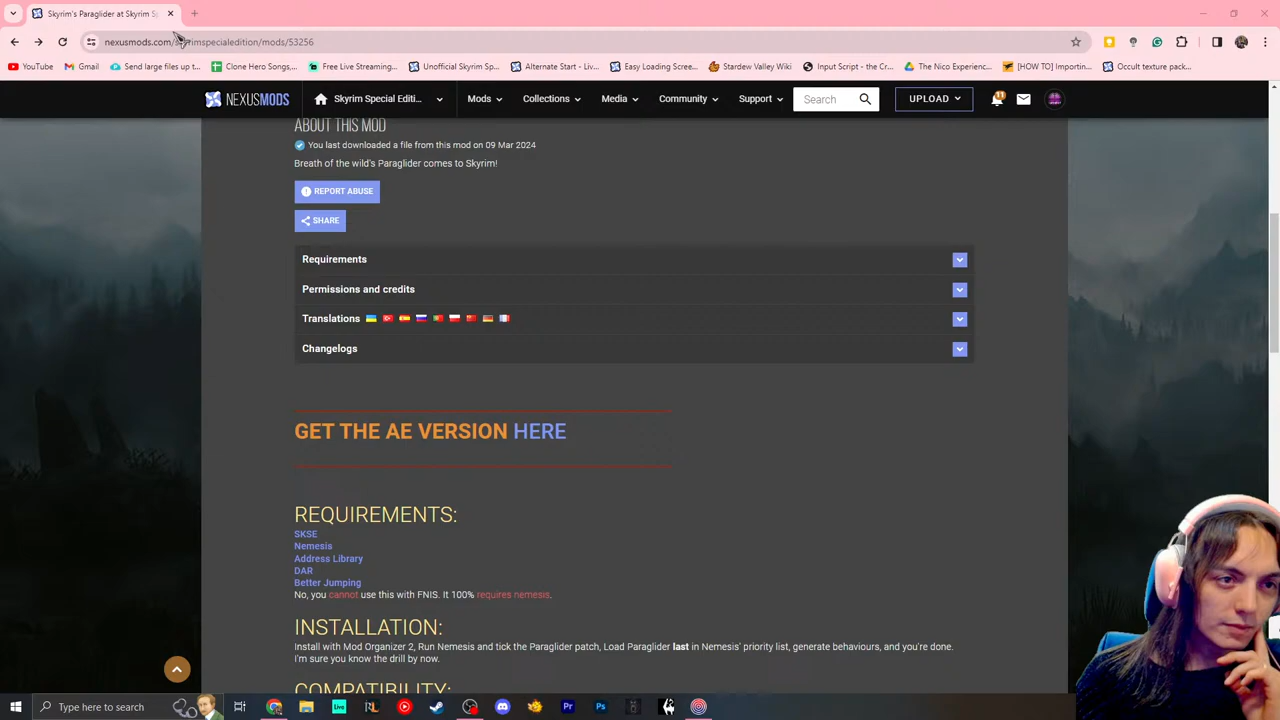 Skyrim's Paraglider at Skyrim S
nexusmods.com/skyrimspecialedition/mods/53256
YouTube
Gmail
Send large files up t...
Clone Hero Songs,...
Free Live Streaming...
Unofficial Skyrim Sp...
Alternate Start - Liv...
Easy Loading Scree...
Stardew Valley Wiki
Input Script - the Cr...
The Nico Experienc...
[HOW TO] Importin...
Occult texture pack...
NEXUSMODS
Skyrim Special Editi...
Mods
Collections
Media
Community
Support
Search
UPLOAD
11
ABOUT THIS MOD
You last downloaded a file from this mod on 09 Mar 2024
Breath of the wild's Paraglider comes to Skyrim!
REPORT ABUSE
SHARE
Requirements
Permissions and credits
Translations
Changelogs
GET THE AE VERSION HERE
REQUIREMENTS:
SKSE
Nemesis
Address Library
DAR
Better Jumping
No, you cannot use this with FNIS. It 100% requires nemesis.
INSTALLATION:
Install with Mod Organizer 2, Run Nemesis and tick the Paraglider patch, Load Paraglider last in Nemesis' priority list, generate behaviours, and you're done.
I'm sure you know the drill by now.
COMPATIBILITY:
Type here to search
Live
Pr
Ps